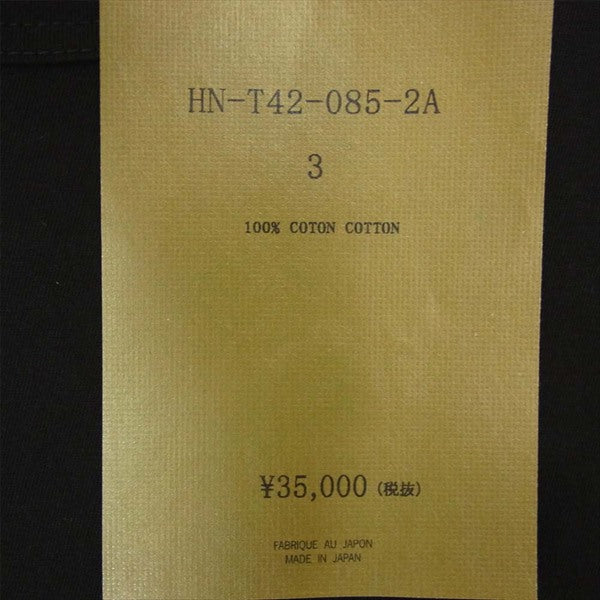 HN-T42-085-2A
3
100% COTON COTTON
¥35,000 (税抜)
FABRIQUE AU JAPON
MADE IN JAPAN